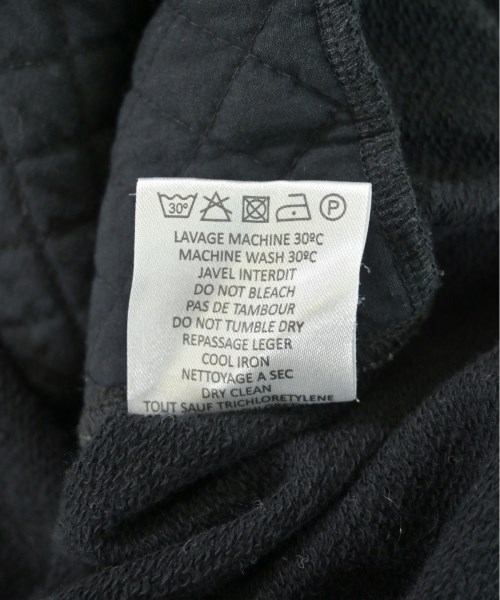 30º P
LAVAGE MACHINE 30ºC
MACHINE WASH 30ºC
JAVEL INTERDIT
DO NOT BLEACH
PAS DE TAMBOUR
DO NOT TUMBLE DRY
REPASSAGE LEGER
COOL IRON
NETTOYAGE A SEC
DRY CLEAN
TOUT SAUF TRICHLORETYLENE